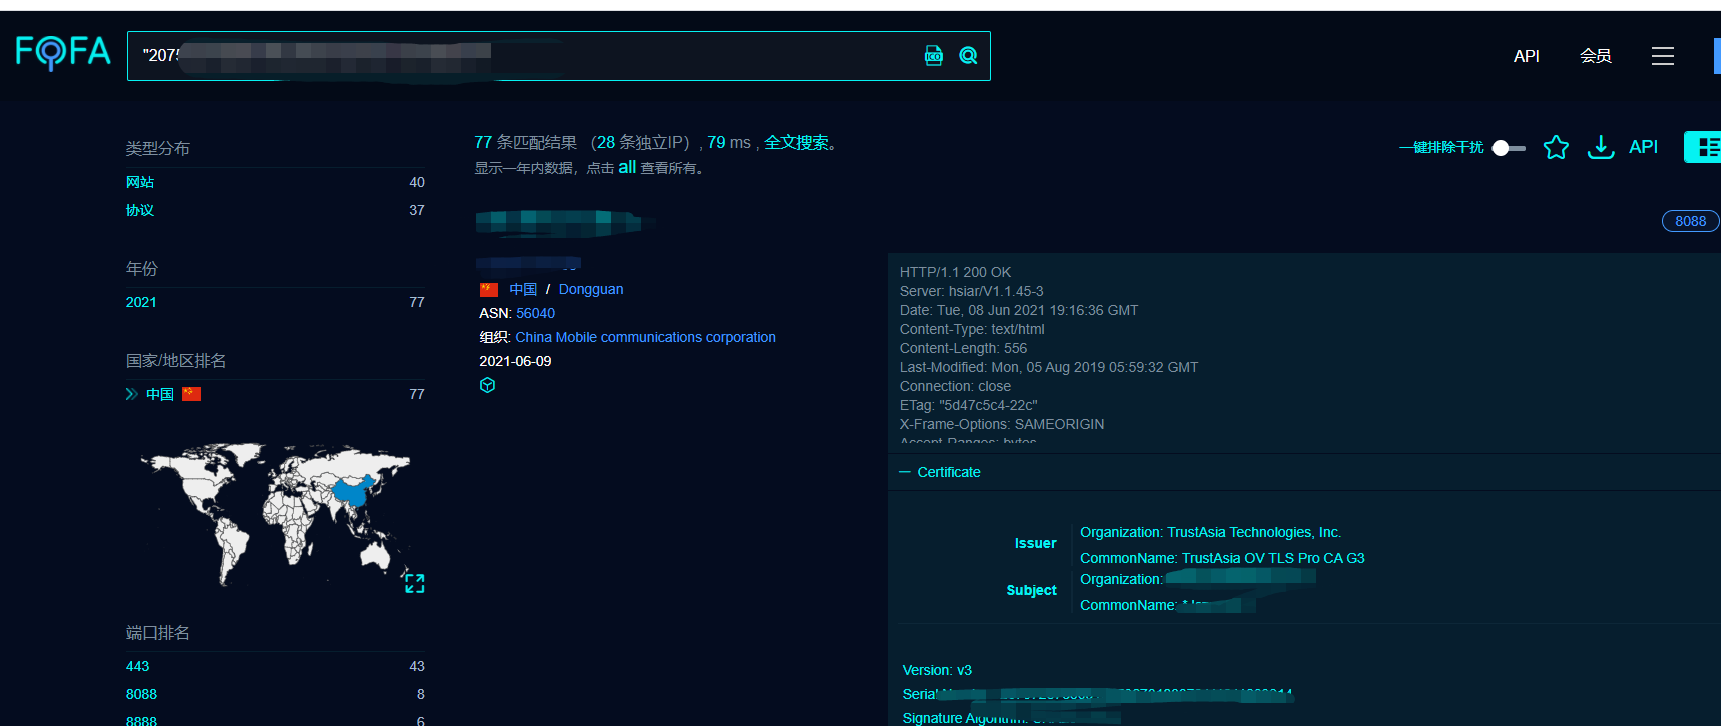 FOFA
"2075
ICO
API
会员
类型分布
网站 40
协议 37
年份
2021 77
国家/地区排名
中国 77
端口排名
443 43
8088 8
8888 6
77 条匹配结果 （28 条独立IP）, 79 ms , 全文搜索。
显示一年内数据，点击 all 查看所有。
一键排除干扰
API
8088
中国 / Dongguan
ASN: 56040
组织: China Mobile communications corporation
2021-06-09
HTTP/1.1 200 OK
Server: hsiar/V1.1.45-3
Date: Tue, 08 Jun 2021 19:16:36 GMT
Content-Type: text/html
Content-Length: 556
Last-Modified: Mon, 05 Aug 2019 05:59:32 GMT
Connection: close
ETag: "5d47c5c4-22c"
X-Frame-Options: SAMEORIGIN
Accept-Ranges: bytes
— Certificate
Issuer
Organization: TrustAsia Technologies, Inc.
CommonName: TrustAsia OV TLS Pro CA G3
Subject
Organization:
CommonName: *.
Version: v3
Serial
Signature Algorithm: